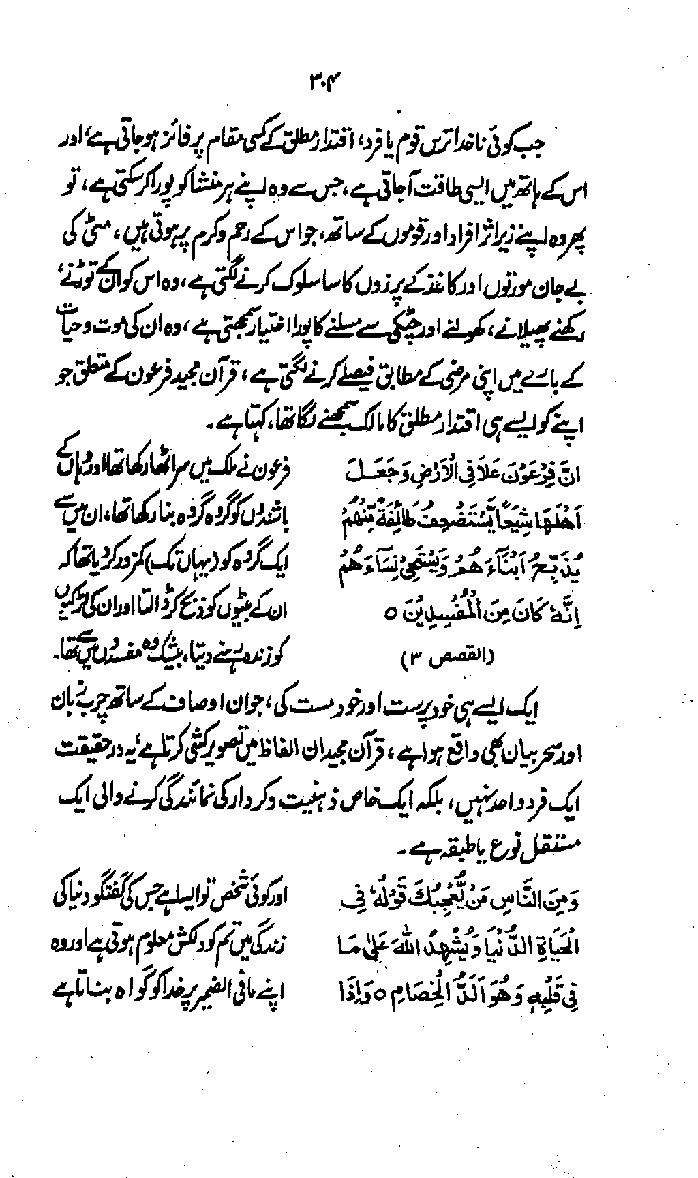 ۳۰۴
جب کوئی ناخدا ترس قوم یا فرد، اقتدار مطلق کے کسی مقام پر فائز ہو جاتی ہے، اور
اس کے ہاتھ میں ایسی طاقت آجاتی ہے، جس سے وہ اپنے ہر منشا کو پورا کر سکتی ہے، تو
پھر وہ اپنے زیر اثر افراد اور قوموں کے ساتھ، جو اس کے رحم و کرم پر ہوتی ہیں، مٹی کی
بے جان مورتوں اور کاغذ کے پرزوں کا سا سلوک کرنے لگتی ہے، وہ اس کو ان کے توڑنے،
رکھنے پھیلانے، کھولنے اور چٹکی سے مسلنے کا پورا اختیار سمجھتی ہے، وہ ان کی موت و حیات
کے بارے میں اپنی مرضی کے مطابق فیصلے کرنے لگتی ہے، قرآن مجید فرعون کے متعلق جو
اپنے کو ایسے ہی اقتدار مطلق کا مالک سمجھنے لگا تھا، کہتا ہے۔
انَّ فِرْعَوْنَ عَلَا فِی الْاَرْضِ وَجَعَلَ
اَهْلَهَا شِیَعًا یَّسْتَضْعِفُ طَائِفَةً مِّنْهُمْ
یُذَبِّحُ اَبْنَآءَ هُمْ وَیَسْتَحْیٖ نِسَآءَ هُمْ
اِنَّهٗ کَانَ مِنَ الْمُفْسِدِیْنَ ○
(القصص ۳)
فرعون نے ملک میں سر اٹھا رکھا تھا اور وہاں کے
باشندوں کو گروہ گروہ بنا رکھا تھا، ان میں سے
ایک گروہ کو (یہاں تک) کمزور کر دیا تھا کہ
ان کے بیٹوں کو ذبح کر ڈالتا اور ان کی لڑکیوں
کو زندہ رہنے دیتا، بیشک وہ مفسدوں میں تھا۔
ایک ایسے ہی خود پرست اور خود مست کی، جو ان اوصاف کے ساتھ چرب زبان
اور سحر بیان بھی واقع ہوا ہے، قرآن مجید ان الفاظ میں تصویر کشی کرتا ہے، یہ در حقیقت
ایک فرد واحد نہیں، بلکہ ایک خاص ذہنیت و کردار کی نمائندگی کرنے والی ایک
مستقل نوع یا طبقہ ہے۔
وَمِنَ النَّاسِ مَنْ یُّعْجِبُكَ قَوْلُهٗ فِی
الْحَیَاةِ الدُّنْیَا وَیُشْهِدُ اللهَ عَلٰی مَا
فِیْ قَلْبِهٖ وَهُوَ اَلَدُّ الْخِصَامِ ○ وَاِذَا
اور کوئی شخص تو ایسا ہے جس کی گفتگو دنیا کی
زندگی میں تم کو دلکش معلوم ہوتی ہے اور وہ
اپنے مافی الضمیر پر خدا کو گواہ بناتا ہے